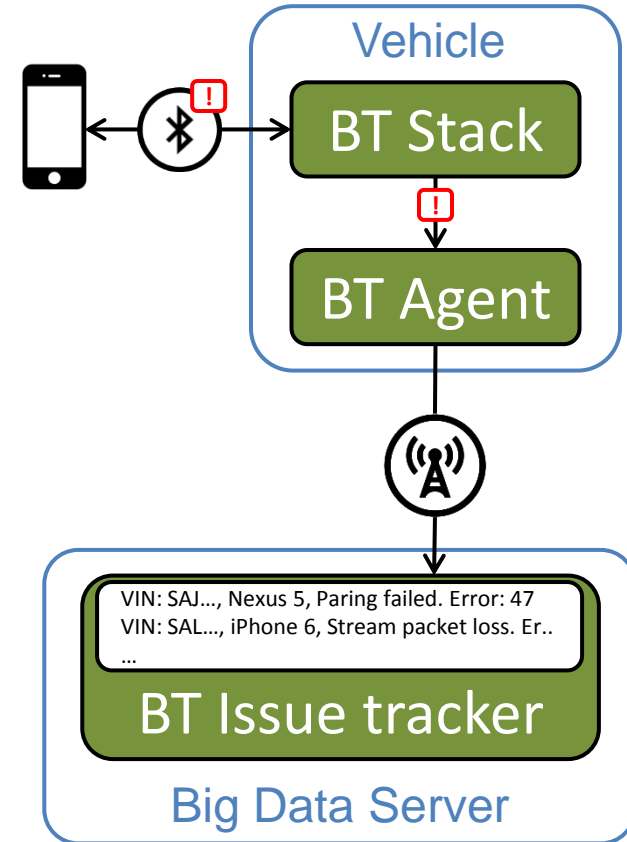 Vehicle
!
BT Stack
!
BT Agent
VIN: SAJ…, Nexus 5, Paring failed. Error: 47
VIN: SAL…, iPhone 6, Stream packet loss. Er..
…
BT Issue tracker
Big Data Server